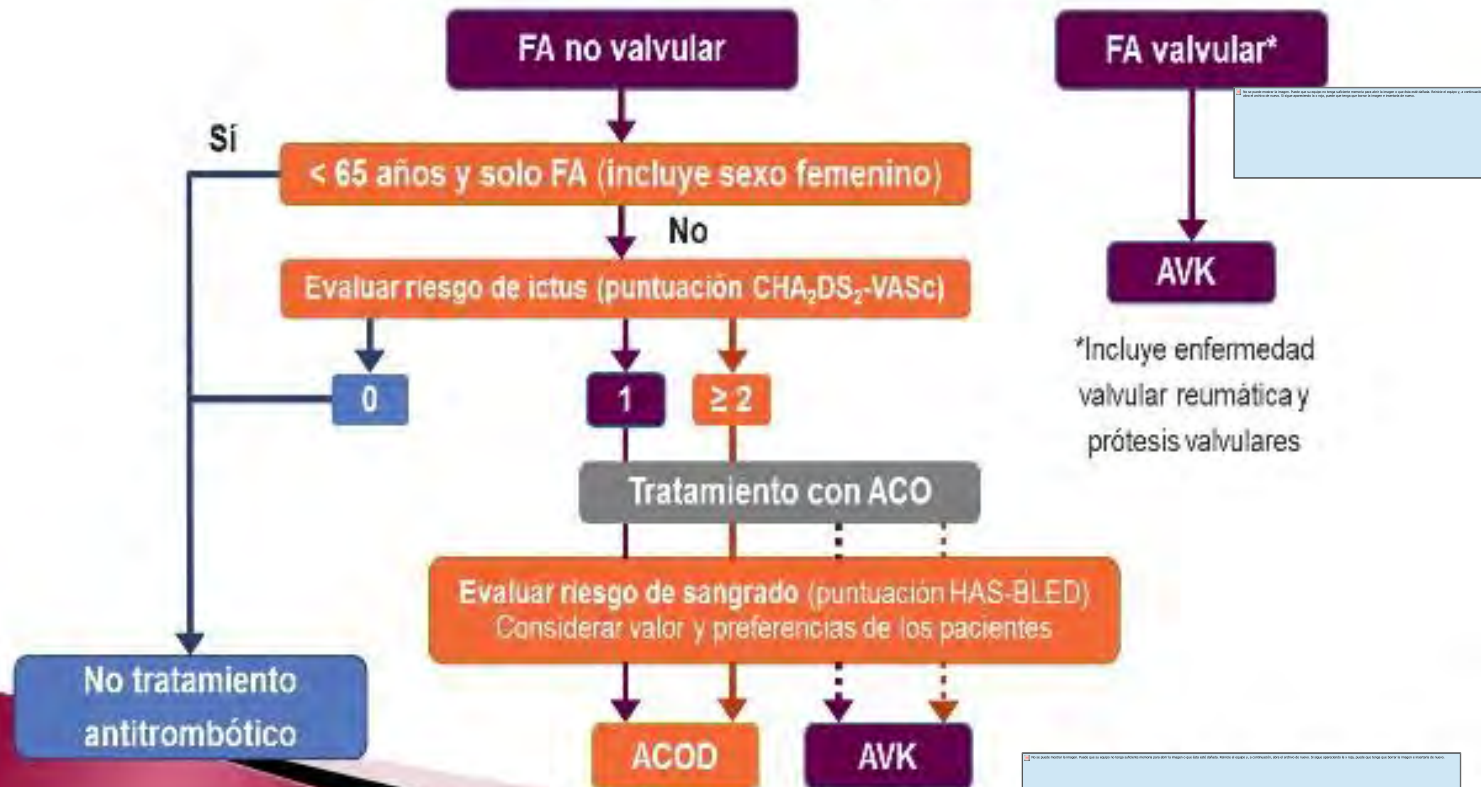 FA no valvular
FA valvular*
Sí
< 65 años y solo FA (incluye sexo femenino)
No
Evaluar riesgo de ictus (puntuación CHA₂DS₂-VASc)
AVK
0
1
≥ 2
*Incluye enfermedad
valvular reumática y
prótesis valvulares
Tratamiento con ACO
Evaluar riesgo de sangrado (puntuación HAS-BLED)
Considerar valor y preferencias de los pacientes
No tratamiento
antitrombótico
ACOD
AVK